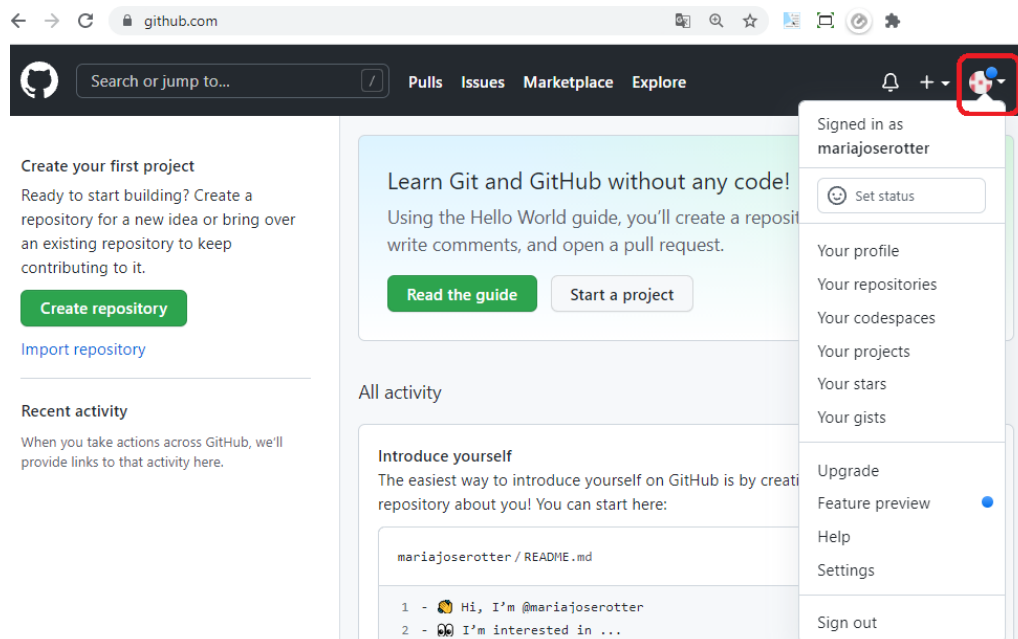 github.com
Search or jump to...
/
Pulls Issues Marketplace Explore
Signed in as
mariajoserotter
Set status
Your profile
Your repositories
Your codespaces
Your projects
Your stars
Your gists
Upgrade
Feature preview
Help
Settings
Sign out
Create your first project
Ready to start building? Create a
repository for a new idea or bring over
an existing repository to keep
contributing to it.
Create repository
Import repository
Recent activity
When you take actions across GitHub, we'll
provide links to that activity here.
Learn Git and GitHub without any code!
Using the Hello World guide, you'll create a reposit
write comments, and open a pull request.
Read the guide
Start a project
All activity
Introduce yourself
The easiest way to introduce yourself on GitHub is by creati
repository about you! You can start here:
mariajoserotter / README.md
1 - 👋 Hi, I'm @mariajoserotter
2 - 👀 I'm interested in ...